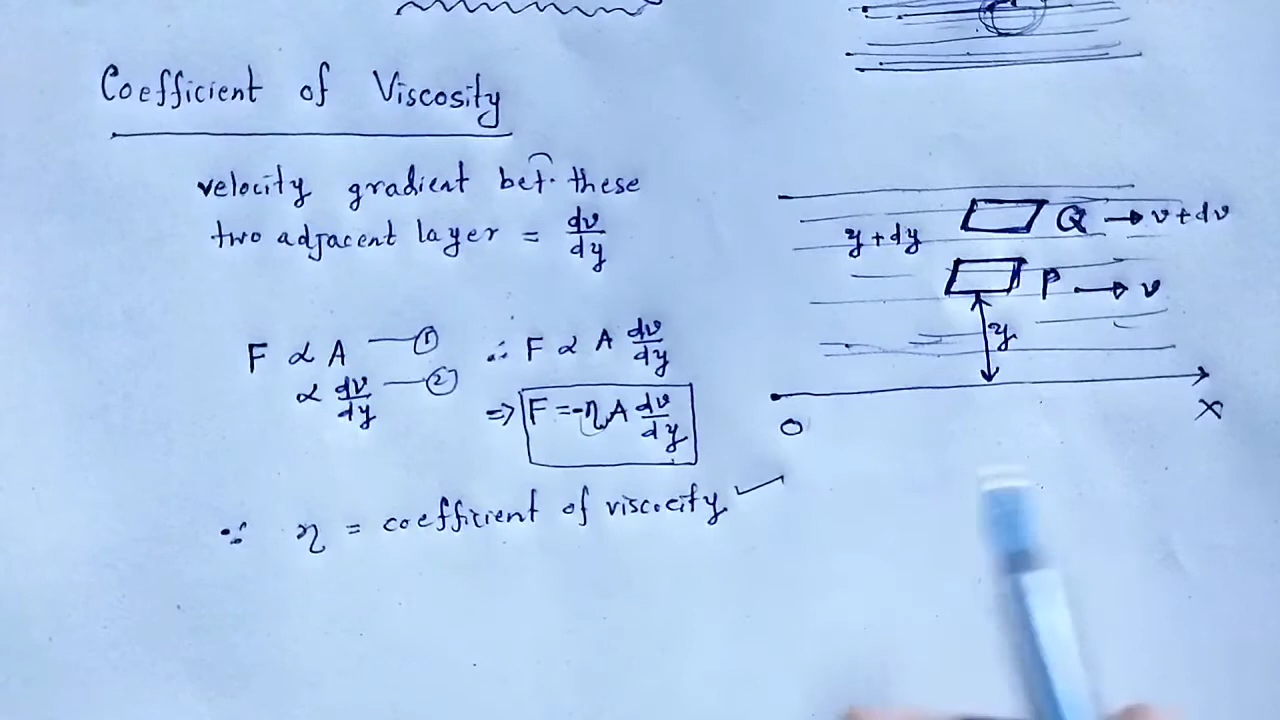 Coefficient of Viscosity
velocity gradient bet. these
two adjacent layer = dv/dy
F ∝ A —①
∝ dv/dy —②
∴ F ∝ A dv/dy
⇒ F = -η A dv/dy
∵ η = coefficient of viscocity ✓
Q → v + dv
y + dy
P → v
y
O
X